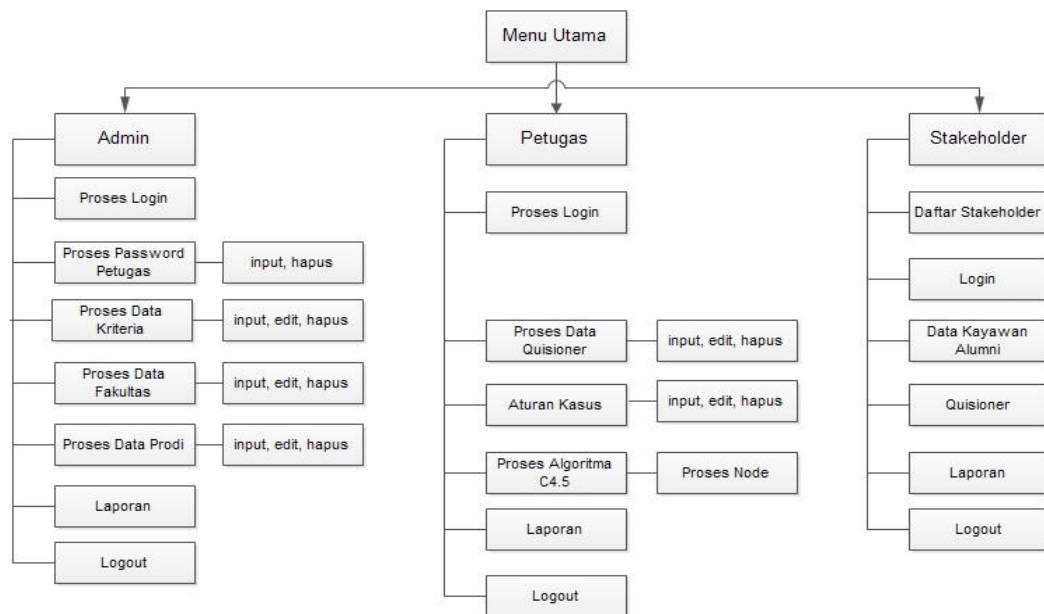 Menu Utama
Admin
Proses Login
Proses Password
Petugas
input, hapus
Proses Data
Kriteria
input, edit, hapus
Proses Data
Fakultas
input, edit, hapus
Proses Data Prodi
input, edit, hapus
Laporan
Logout
Petugas
Proses Login
Proses Data
Quisioner
input, edit, hapus
Aturan Kasus
input, edit, hapus
Proses Algoritma
C4.5
Proses Node
Laporan
Logout
Stakeholder
Daftar Stakeholder
Login
Data Kayawan
Alumni
Quisioner
Laporan
Logout